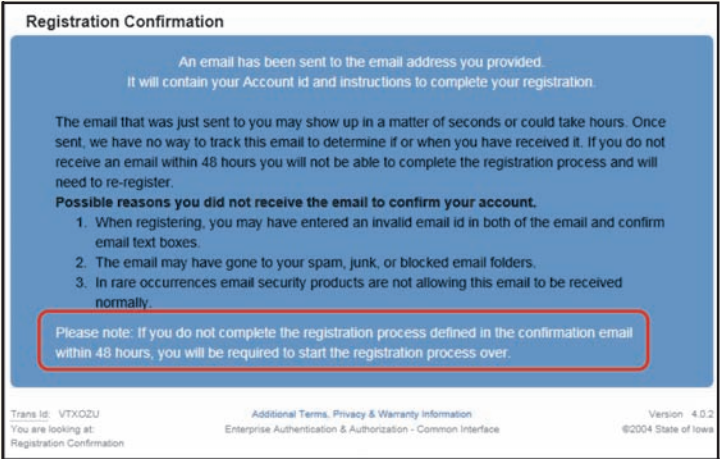 Registration Confirmation
An email has been sent to the email address you provided.
It will contain your Account id and instructions to complete your registration.
The email that was just sent to you may show up in a matter of seconds or could take hours. Once
sent, we have no way to track this email to determine if or when you have received it. If you do not
receive an email within 48 hours you will not be able to complete the registration process and will
need to re-register.
Possible reasons you did not receive the email to confirm your account.
1. When registering, you may have entered an invalid email id in both of the email and confirm
email text boxes.
2. The email may have gone to your spam, junk, or blocked email folders.
3. In rare occurrences email security products are not allowing this email to be received
normally.
Please note: If you do not complete the registration process defined in the confirmation email
within 48 hours, you will be required to start the registration process over.
Trans Id: VTXOZU
You are looking at:
Registration Confirmation
Additional Terms, Privacy & Warranty Information
Enterprise Authentication & Authorization - Common Interface
Version 4.0.2
©2004 State of Iowa